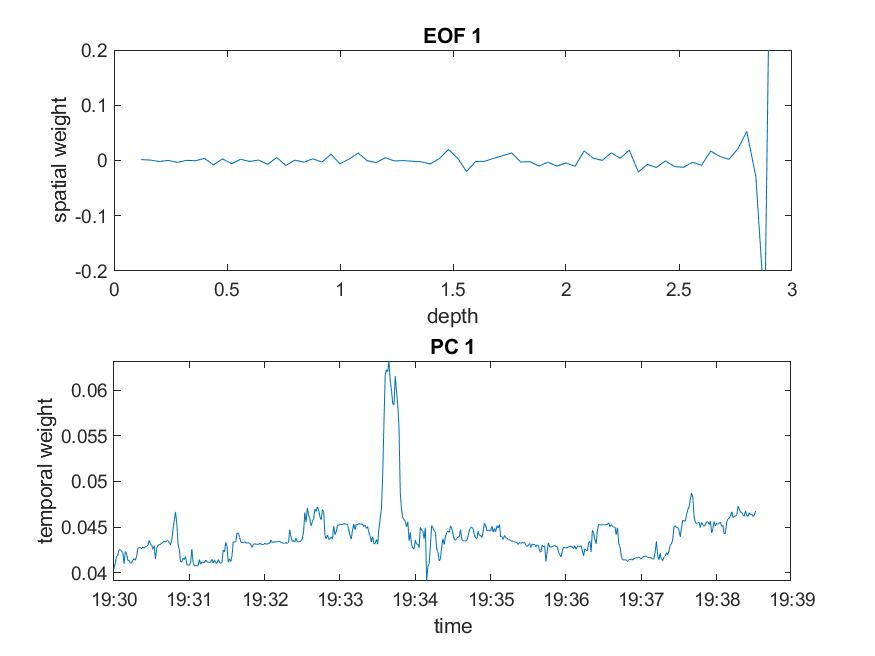 EOF 1
0.2
0.1
0
-0.1
-0.2
spatial weight
0 0.5 1 1.5 2 2.5 3
depth
PC 1
0.06
0.055
0.05
0.045
0.04
temporal weight
19:30 19:31 19:32 19:33 19:34 19:35 19:36 19:37 19:38 19:39
time